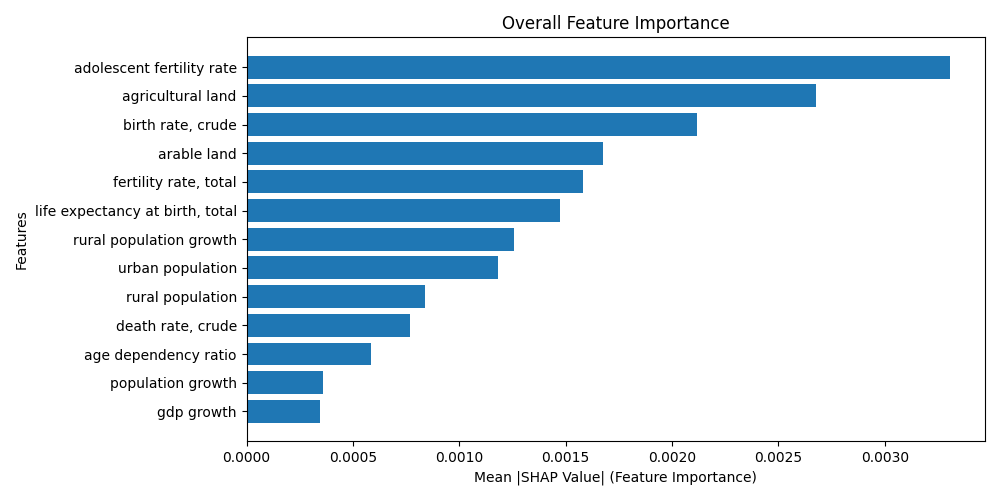 Overall Feature Importance
Features
adolescent fertility rate
agricultural land
birth rate, crude
arable land
fertility rate, total
life expectancy at birth, total
rural population growth
urban population
rural population
death rate, crude
age dependency ratio
population growth
gdp growth
0.0000 0.0005 0.0010 0.0015 0.0020 0.0025 0.0030
Mean |SHAP Value| (Feature Importance)